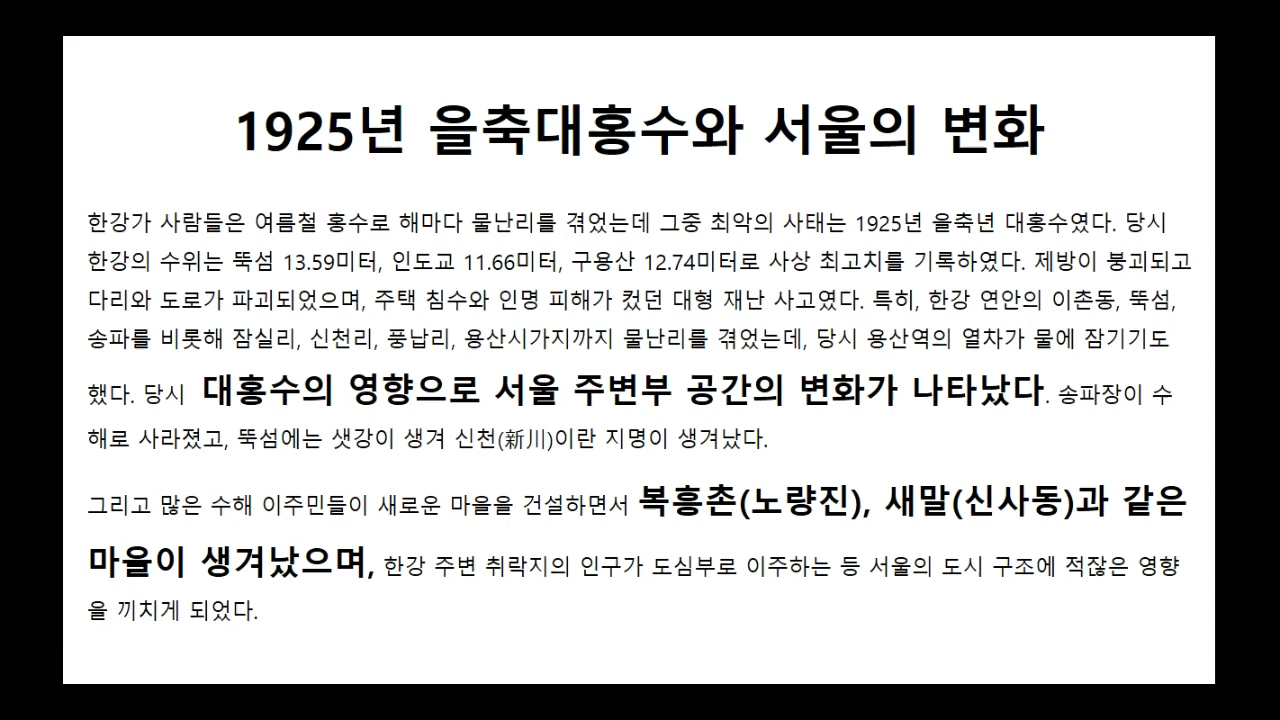 1925년 을축대홍수와 서울의 변화
한강가 사람들은 여름철 홍수로 해마다 물난리를 겪었는데 그중 최악의 사태는 1925년 을축년 대홍수였다. 당시
한강의 수위는 뚝섬 13.59미터, 인도교 11.66미터, 구용산 12.74미터로 사상 최고치를 기록하였다. 제방이 붕괴되고
다리와 도로가 파괴되었으며, 주택 침수와 인명 피해가 컸던 대형 재난 사고였다. 특히, 한강 연안의 이촌동, 뚝섬,
송파를 비롯해 잠실리, 신천리, 풍납리, 용산시가지까지 물난리를 겪었는데, 당시 용산역의 열차가 물에 잠기기도
했다. 당시 대홍수의 영향으로 서울 주변부 공간의 변화가 나타났다. 송파장이 수
해로 사라졌고, 뚝섬에는 샛강이 생겨 신천(新川)이란 지명이 생겨났다.
그리고 많은 수해 이주민들이 새로운 마을을 건설하면서 복흥촌(노량진), 새말(신사동)과 같은
마을이 생겨났으며, 한강 주변 취락지의 인구가 도심부로 이주하는 등 서울의 도시 구조에 적잖은 영향
을 끼치게 되었다.